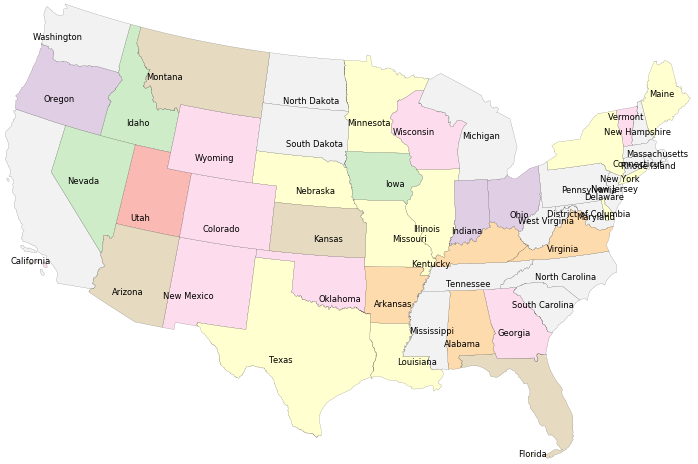 Washington
Maine
Montana
Oregon
North Dakota
Vermont
Idaho
Minnesota
New Hampshire
Wisconsin
Michigan
South Dakota
Massachusetts
Wyoming
Connecticut
Rhode Island
Nevada
New York
Iowa
Nebraska
Pennsylvania
New Jersey
Delaware
Utah
Ohio
District of Columbia
Maryland
West Virginia
Colorado
Illinois
Indiana
Kansas
Missouri
Virginia
California
Kentucky
North Carolina
Tennessee
Arizona
New Mexico
Oklahoma
Arkansas
South Carolina
Mississippi
Georgia
Alabama
Texas
Louisiana
Florida